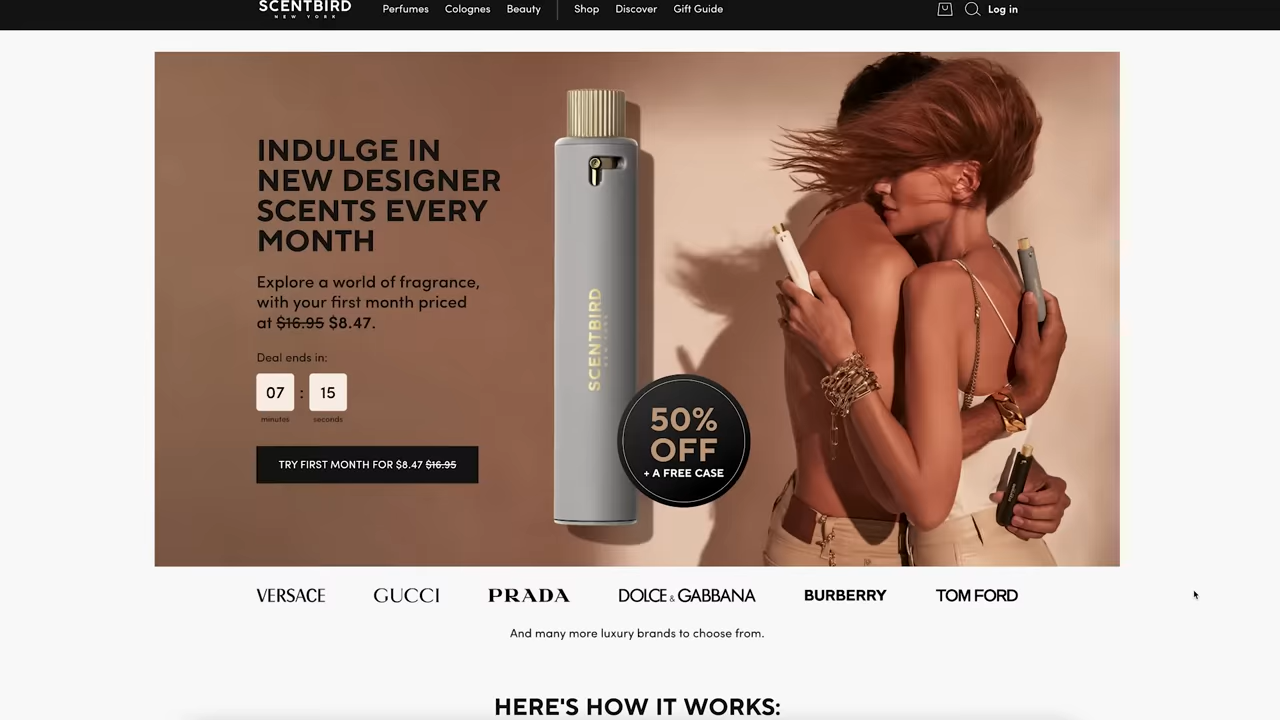 SCENTBIRD
NEW YORK
Perfumes Colognes Beauty Shop Discover Gift Guide Log in
INDULGE IN
NEW DESIGNER
SCENTS EVERY
MONTH
Explore a world of fragrance,
with your first month priced
at $16.95 $8.47.
Deal ends in:
07 : 15
minutes seconds
TRY FIRST MONTH FOR $8.47 $16.95
SCENTBIRD
NEW YORK
50%
OFF
+ A FREE CASE
VERSACE GUCCI PRADA DOLCE & GABBANA BURBERRY TOM FORD
And many more luxury brands to choose from.
HERE'S HOW IT WORKS: